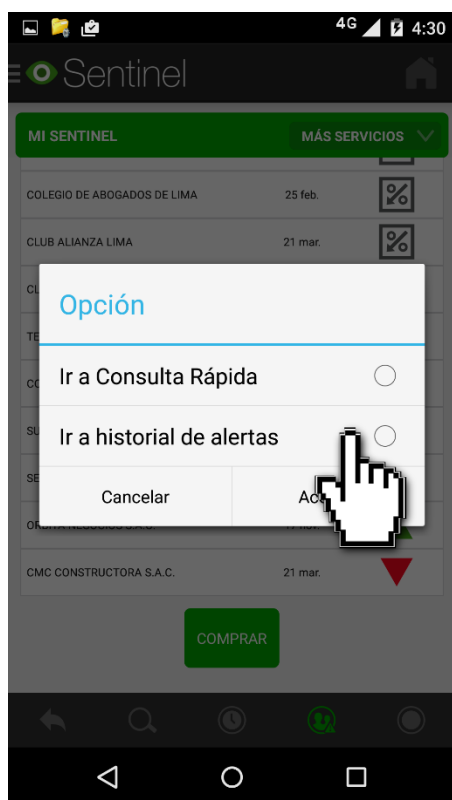 4G 4:30
Sentinel
MI SENTINEL MÁS SERVICIOS
COLEGIO DE ABOGADOS DE LIMA 25 feb.
CLUB ALIANZA LIMA 21 mar.
Opción
Ir a Consulta Rápida
Ir a historial de alertas
Cancelar
CMC CONSTRUCTORA S.A.C. 21 mar.
COMPRAR